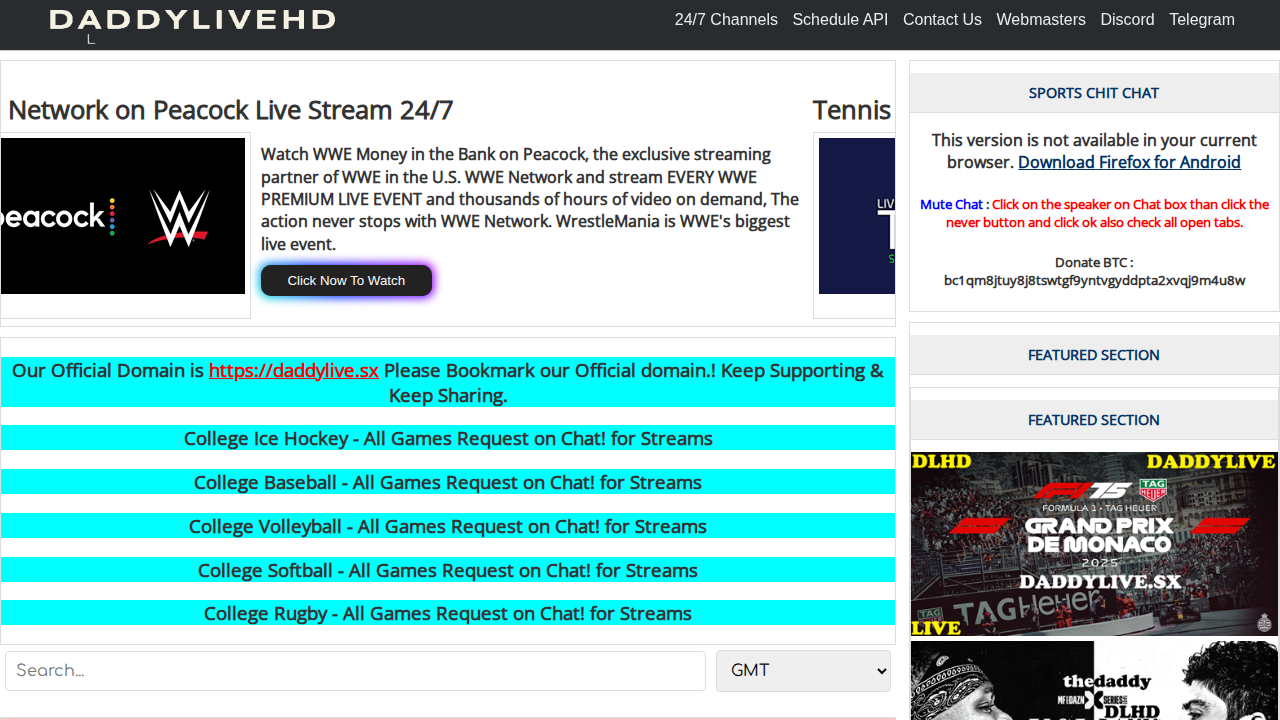 DADDYLIVEHD
L
24/7 Channels Schedule API Contact Us Webmasters Discord Telegram
Network on Peacock Live Stream 24/7
peacock W
Watch WWE Money in the Bank on Peacock, the exclusive streaming
partner of WWE in the U.S. WWE Network and stream EVERY WWE
PREMIUM LIVE EVENT and thousands of hours of video on demand, The
action never stops with WWE Network. WrestleMania is WWE's biggest
live event.
Click Now To Watch
Tennis
LIV
T
S
Our Official Domain is https://daddylive.sx Please Bookmark our Official domain.! Keep Supporting &
Keep Sharing.
College Ice Hockey - All Games Request on Chat! for Streams
College Baseball - All Games Request on Chat! for Streams
College Volleyball - All Games Request on Chat! for Streams
College Softball - All Games Request on Chat! for Streams
College Rugby - All Games Request on Chat! for Streams
Search...
GMT
SPORTS CHIT CHAT
This version is not available in your current
browser. Download Firefox for Android
Mute Chat : Click on the speaker on Chat box than click the
never button and click ok also check all open tabs.
Donate BTC :
bc1qm8jtuy8j8tswtgf9yntvgyddpta2xvqj9m4u8w
FEATURED SECTION
FEATURED SECTION
DLHD DADDYLIVE
F1 75 TAG HEUER
FORMULA 1 · TAG HEUER
GRAND PRIX
DE MONACO
2025
DADDYLIVE.SX
TAGHeuer
TAG HEUER
LIVE
thedaddy
MF|DAZN X SERIES
DLHD